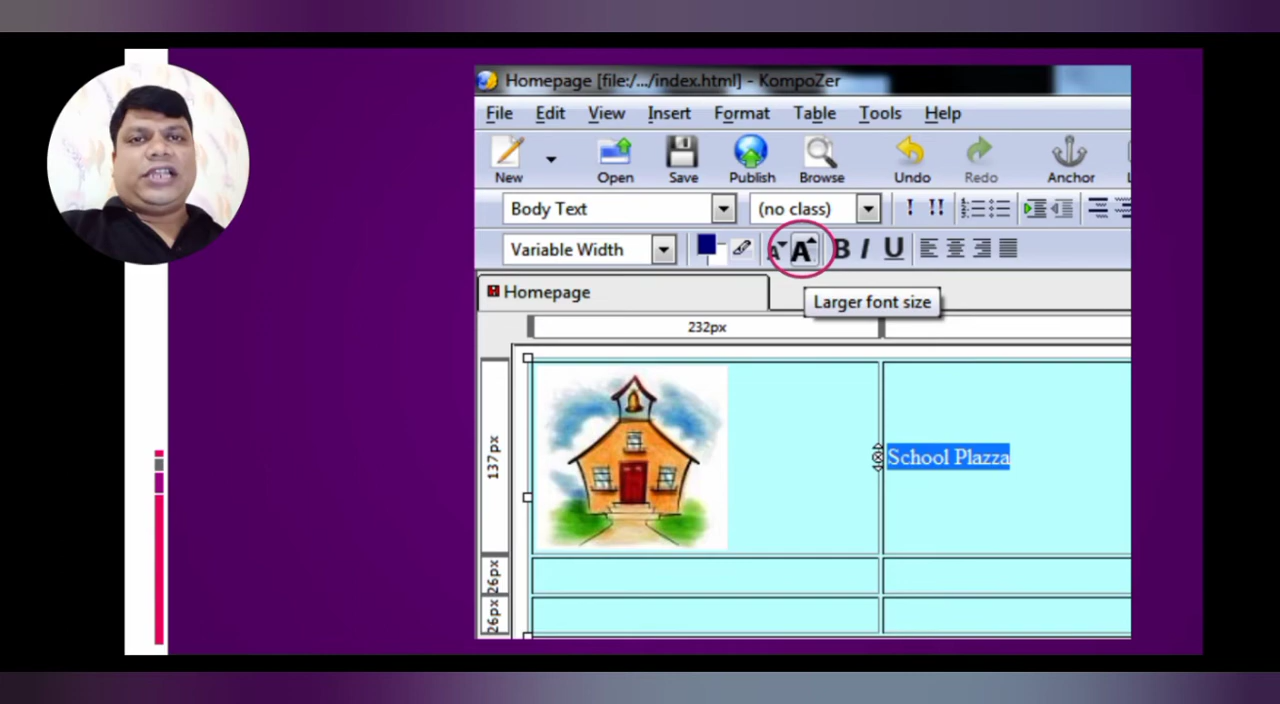 Homepage [file:/.../index.html] - KompoZer
File Edit View Insert Format Table Tools Help
New Open Save Publish Browse Undo Redo Anchor
Body Text (no class) ! !!
Variable Width A A B I U
Homepage
Larger font size
232px
137px
School Plazza
26px
26px